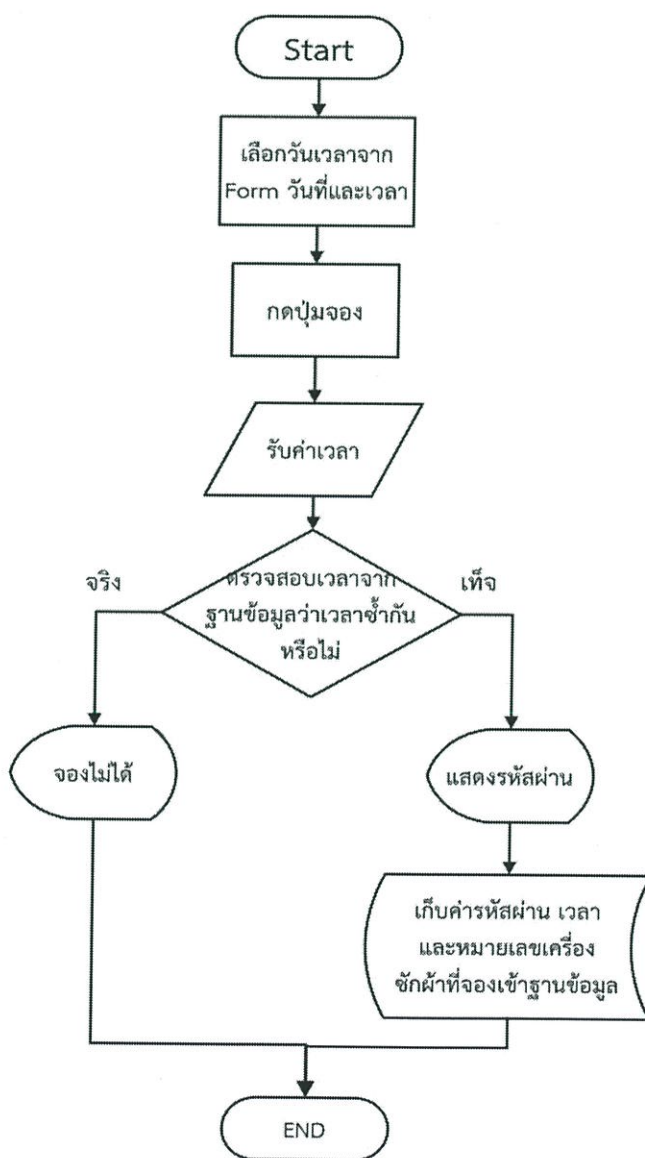 Start
เลือกวันเวลาจาก
Form วันที่และเวลา
กดปุ่มจอง
รับค่าเวลา
จริง
ตรวจสอบเวลาจาก
ฐานข้อมูลว่าเวลาซ้ำกัน
หรือไม่
เท็จ
จองไม่ได้
แสดงรหัสผ่าน
เก็บค่ารหัสผ่าน เวลา
และหมายเลขเครื่อง
ซักผ้าที่จองเข้าฐานข้อมูล
END